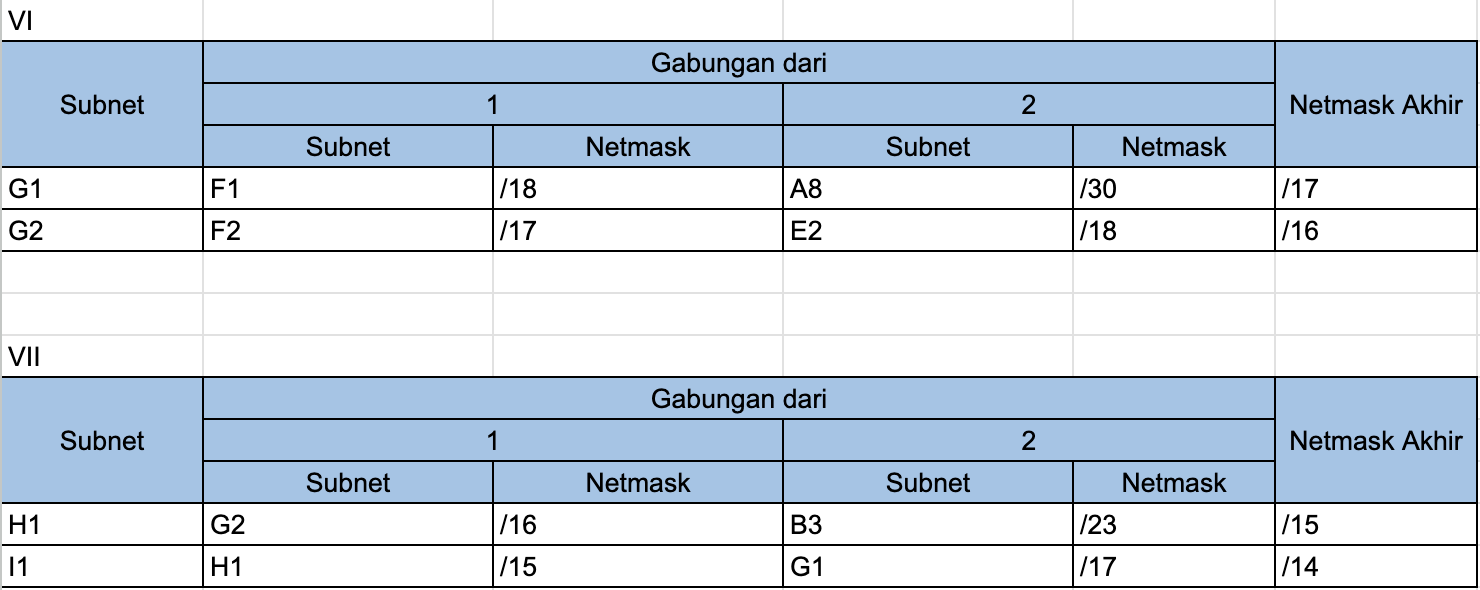 VI
Gabungan dari
Subnet 1 2 Netmask Akhir
Subnet Netmask Subnet Netmask
G1 F1 /18 A8 /30 /17
G2 F2 /17 E2 /18 /16
VII
Gabungan dari
Subnet 1 2 Netmask Akhir
Subnet Netmask Subnet Netmask
H1 G2 /16 B3 /23 /15
I1 H1 /15 G1 /17 /14